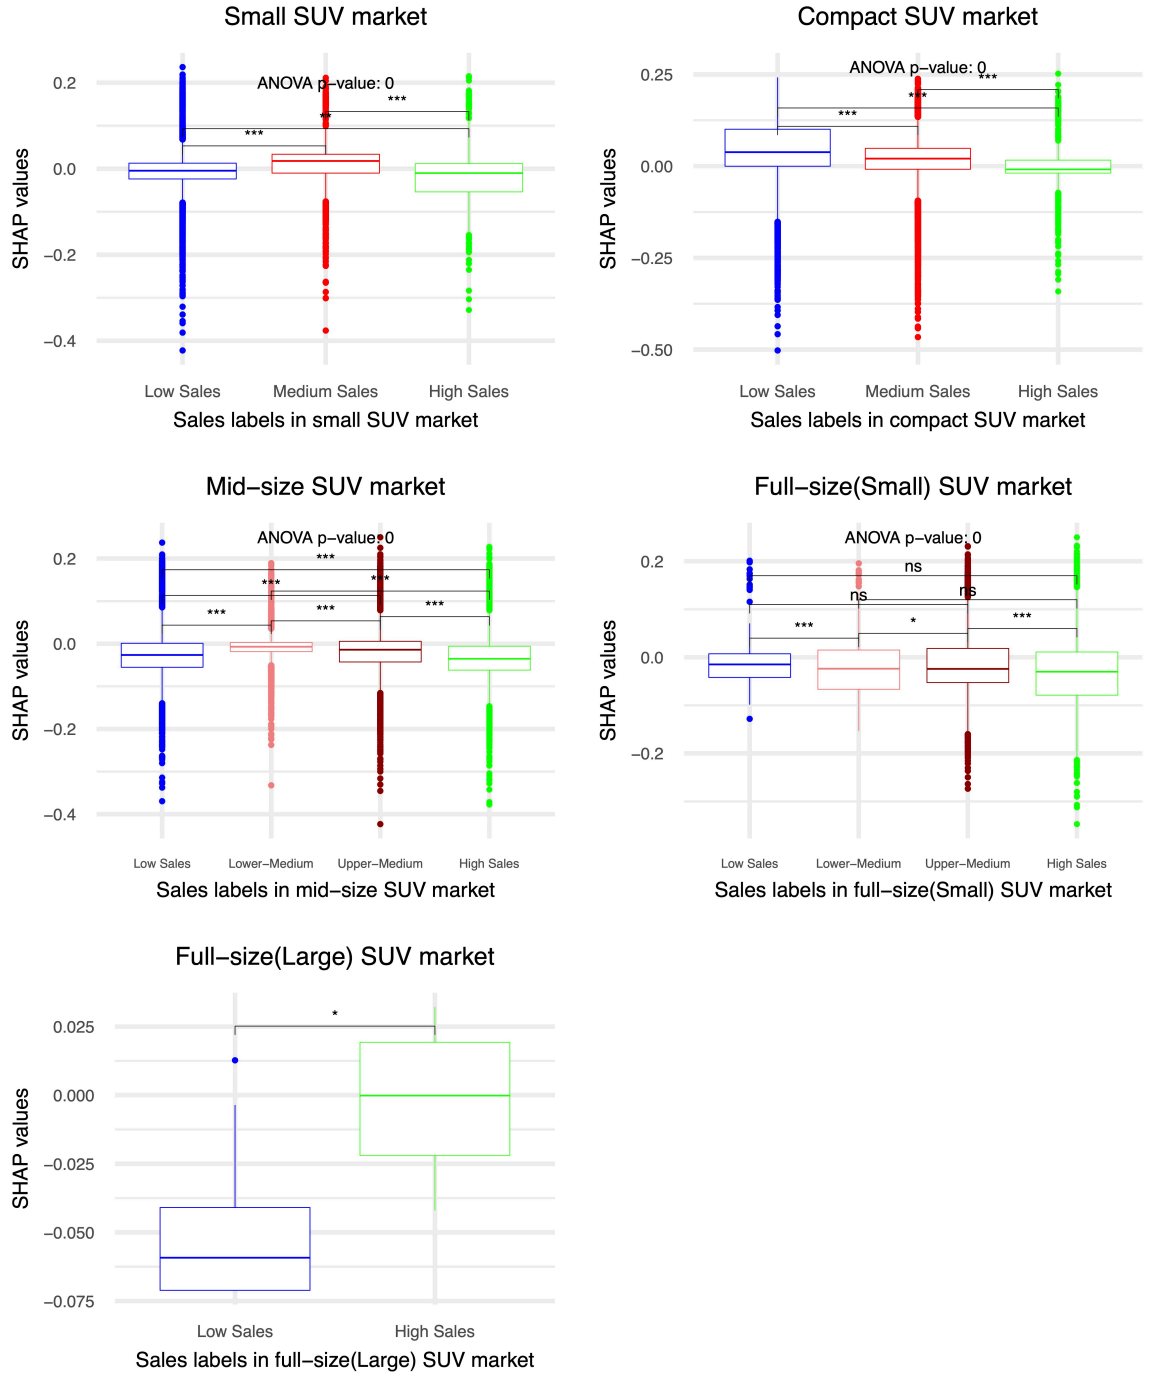 Small SUV market
ANOVA p−value: 0
***
**
***
0.2
0.0
−0.2
−0.4
SHAP values
Low Sales
Medium Sales
High Sales
Sales labels in small SUV market
Compact SUV market
ANOVA p−value: 0
***
***
***
0.25
0.00
−0.25
−0.50
SHAP values
Low Sales
Medium Sales
High Sales
Sales labels in compact SUV market
Mid−size SUV market
ANOVA p−value: 0
***
***
***
***
***
***
0.2
0.0
−0.2
−0.4
SHAP values
Low Sales
Lower−Medium
Upper−Medium
High Sales
Sales labels in mid−size SUV market
Full−size(Small) SUV market
ANOVA p−value: 0
ns
ns
ns
***
*
***
0.2
0.0
−0.2
SHAP values
Low Sales
Lower−Medium
Upper−Medium
High Sales
Sales labels in full−size(Small) SUV market
Full−size(Large) SUV market
*
0.025
0.000
−0.025
−0.050
−0.075
SHAP values
Low Sales
High Sales
Sales labels in full−size(Large) SUV market